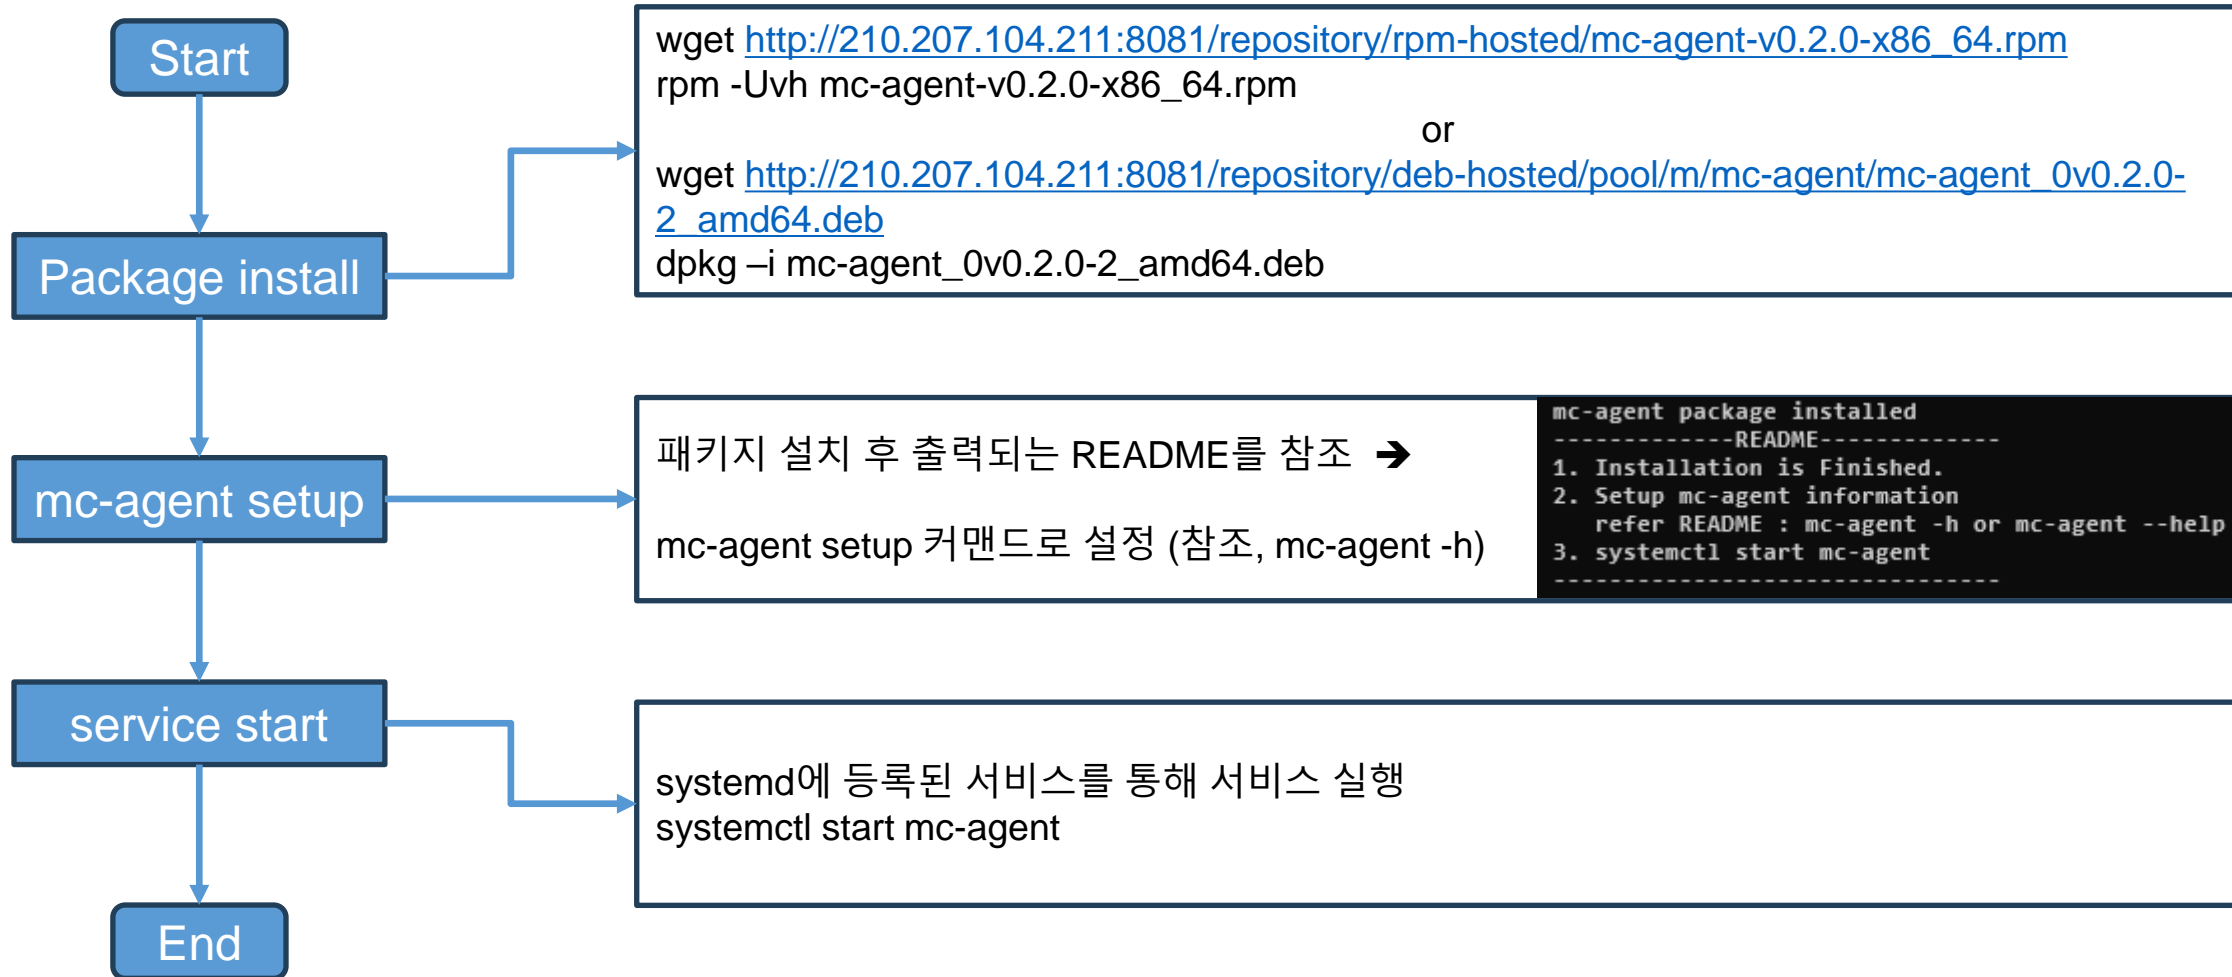 Start
wget http://210.207.104.211:8081/repository/rpm-hosted/mc-agent-v0.2.0-x86_64.rpm
rpm -Uvh mc-agent-v0.2.0-x86_64.rpm
or
wget http://210.207.104.211:8081/repository/deb-hosted/pool/m/mc-agent/mc-agent_0v0.2.0-
2_amd64.deb
dpkg –i mc-agent_0v0.2.0-2_amd64.deb
Package install
mc-agent setup
패키지 설치 후 출력되는 README를 참조 ➔
mc-agent setup 커맨드로 설정 (참조, mc-agent -h)
mc-agent package installed
-------------README-------------
1. Installation is Finished.
2. Setup mc-agent information
refer README : mc-agent -h or mc-agent --help
3. systemctl start mc-agent
--------------------------------
service start
systemd에 등록된 서비스를 통해 서비스 실행
systemctl start mc-agent
End